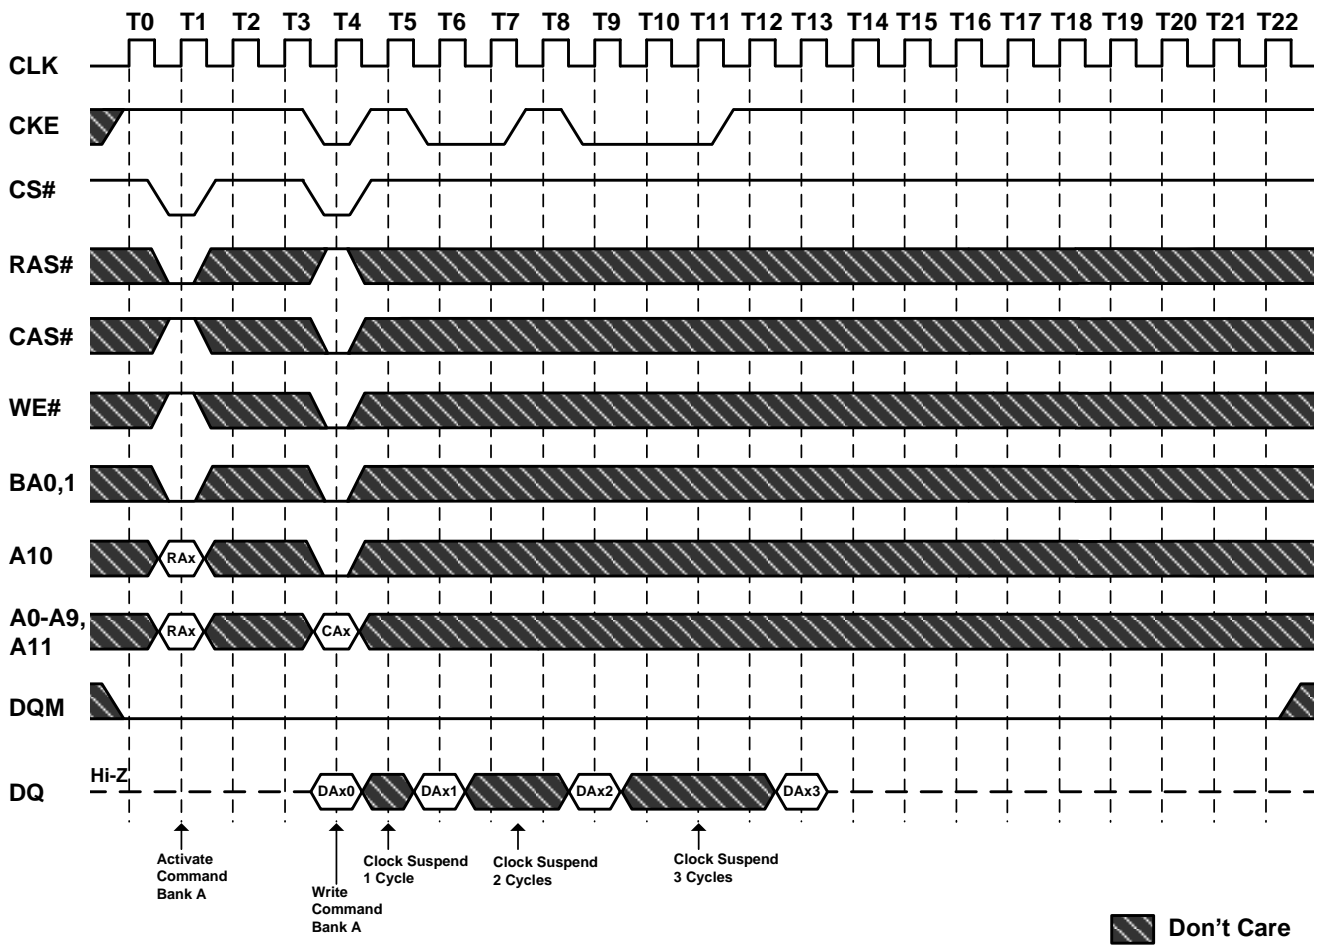 T0 T1 T2 T3 T4 T5 T6 T7 T8 T9 T10 T11 T12 T13 T14 T15 T16 T17 T18 T19 T20 T21 T22
CLK
CKE
CS#
RAS#
CAS#
WE#
BA0,1
A10
RAx
A0-A9,
A11
RAx
CAx
DQM
Hi-Z
DQ
DAx0
DAx1
DAx2
DAx3
Activate
Command
Bank A
Write
Command
Bank A
Clock Suspend
1 Cycle
Clock Suspend
2 Cycles
Clock Suspend
3 Cycles
Don't Care